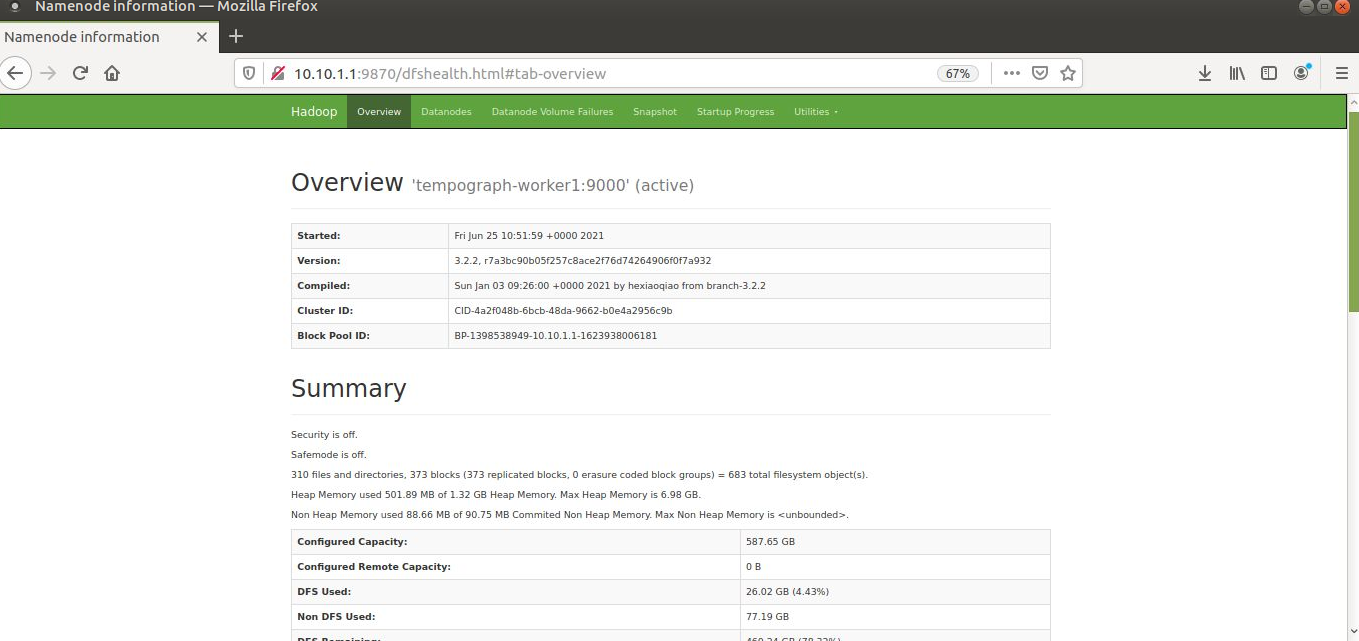 Namenode information — Mozilla Firefox
Namenode information
10.10.1.1:9870/dfshealth.html#tab-overview 67%
Hadoop Overview Datanodes Datanode Volume Failures Snapshot Startup Progress Utilities
Overview 'tempograph-worker1:9000' (active)
Started: Fri Jun 25 10:51:59 +0000 2021
Version: 3.2.2, r7a3bc90b05f257c8ace2f76d74264906f0f7a932
Compiled: Sun Jan 03 09:26:00 +0000 2021 by hexiaoqiao from branch-3.2.2
Cluster ID: CID-4a2f048b-6bcb-48da-9662-b0e4a2956c9b
Block Pool ID: BP-1398538949-10.10.1.1-1623938006181
Summary
Security is off.
Safemode is off.
310 files and directories, 373 blocks (373 replicated blocks, 0 erasure coded block groups) = 683 total filesystem object(s).
Heap Memory used 501.89 MB of 1.32 GB Heap Memory. Max Heap Memory is 6.98 GB.
Non Heap Memory used 88.66 MB of 90.75 MB Commited Non Heap Memory. Max Non Heap Memory is <unbounded>.
Configured Capacity: 587.65 GB
Configured Remote Capacity: 0 B
DFS Used: 26.02 GB (4.43%)
Non DFS Used: 77.19 GB
DFS Remaining: